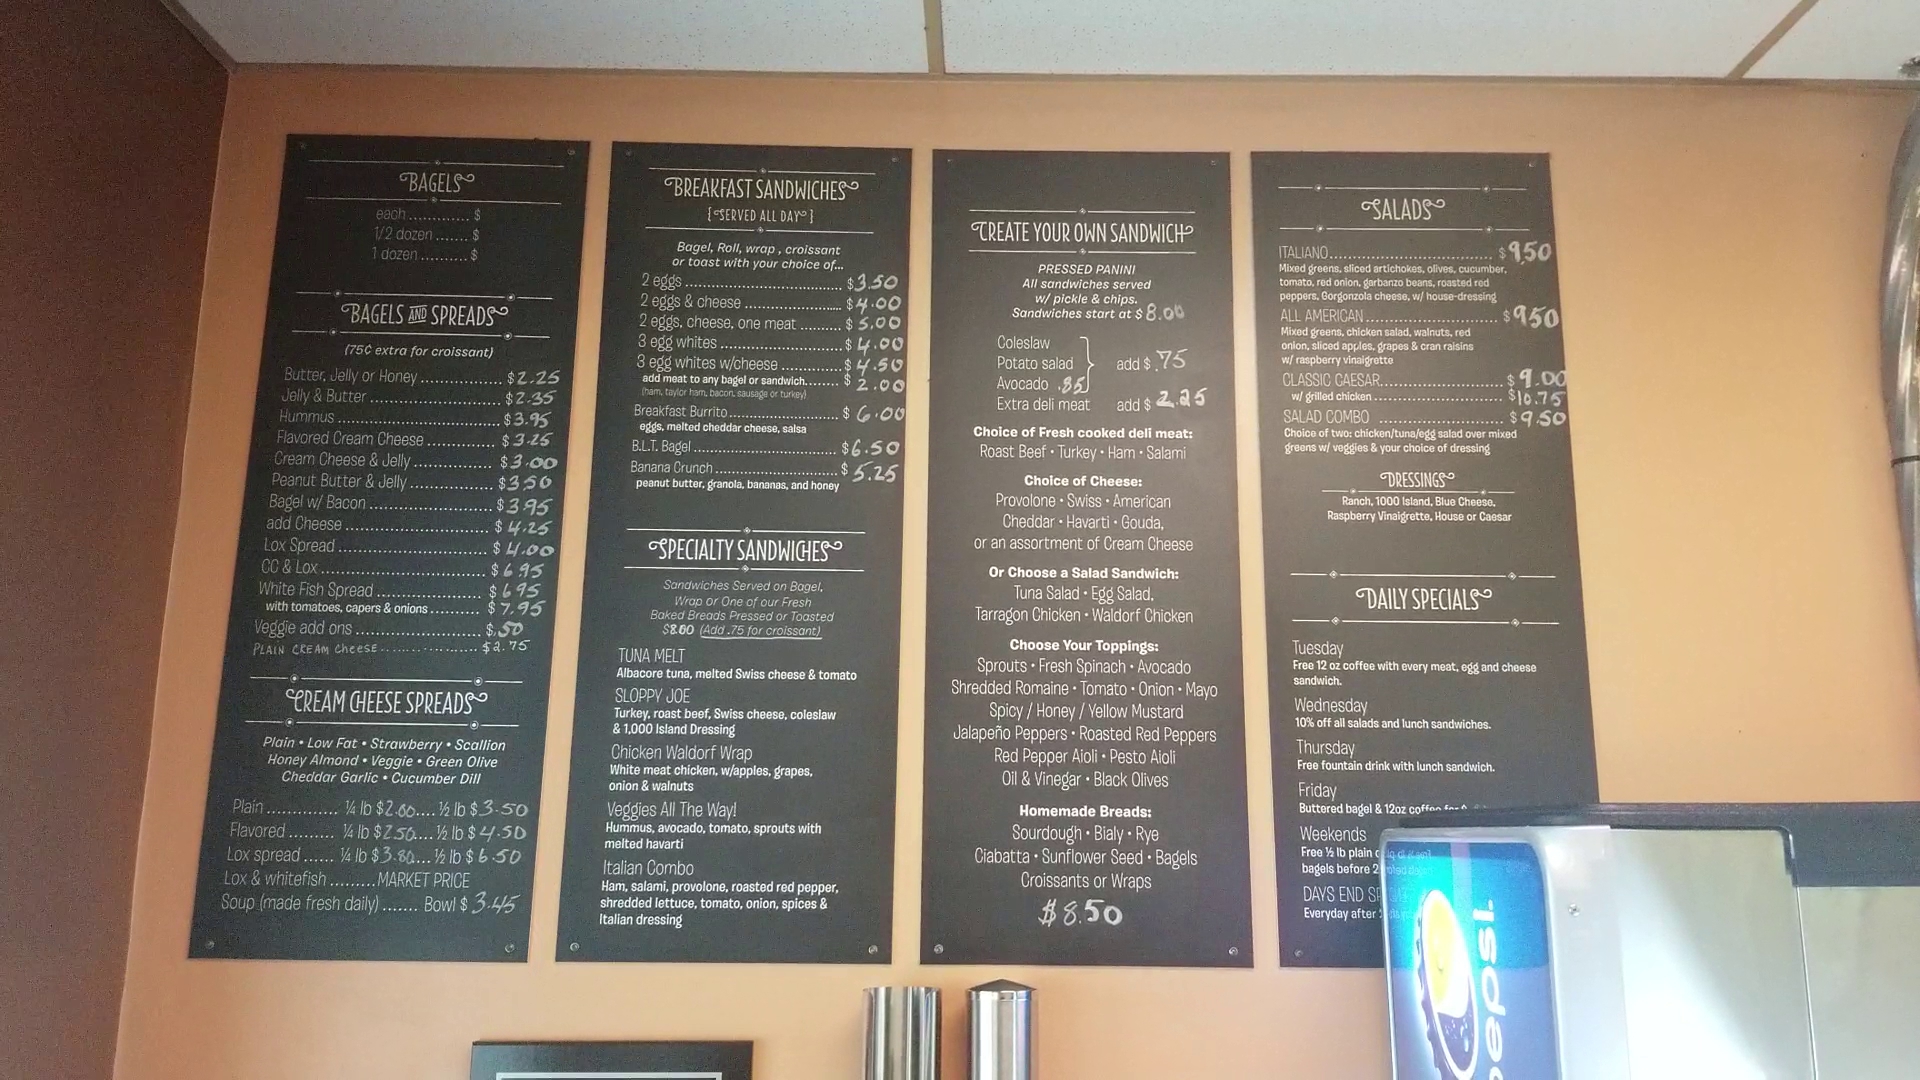 BAGELS
each ............. $
1/2 dozen ....... $
1 dozen .......... $
BAGELS AND SPREADS
(75¢ extra for croissant)
Butter, Jelly or Honey ................. $2.25
Jelly & Butter ........................... $2.35
Hummus ................................ $3.95
Flavored Cream Cheese ............... $3.25
Cream Cheese & Jelly ................ $3.00
Peanut Butter & Jelly .................. $3.50
Bagel w/ Bacon ........................ $3.95
add Cheese ............................. $4.25
Lox Spread ............................. $4.00
CC & Lox ................................ $6.95
White Fish Spread ..................... $6.95
with tomatoes, capers & onions .......... $7.95
Veggie add ons ......................... $.50
PLAIN CREAM Cheese .................. $2.75
CREAM CHEESE SPREADS
Plain • Low Fat • Strawberry • Scallion
Honey Almond • Veggie • Green Olive
Cheddar Garlic • Cucumber Dill
Plain .............. ¼ lb $2.00.... ½ lb $3.50
Flavored ......... ¼ lb $2.50.... ½ lb $4.50
Lox spread ...... ¼ lb $3.80.... ½ lb $6.50
Lox & whitefish .........MARKET PRICE
Soup (made fresh daily) ....... Bowl $3.45
BREAKFAST SANDWICHES
{SERVED ALL DAY}
Bagel, Roll, wrap , croissant
or toast with your choice of...
2 eggs .................................. $3.50
2 eggs & cheese ...................... $4.00
2 eggs, cheese, one meat ........... $5.00
3 egg whites ........................... $4.00
3 egg whites w/cheese ............... $4.50
add meat to any bagel or sandwich........ $2.00
(ham, taylor ham, bacon, sausage or turkey)
Breakfast Burrito ....................... $6.00
eggs, melted cheddar cheese, salsa
B.L.T. Bagel ............................. $6.50
Banana Crunch ........................ $5.25
peanut butter, granola, bananas, and honey
SPECIALTY SANDWICHES
Sandwiches Served on Bagel,
Wrap or One of our Fresh
Baked Breads Pressed or Toasted
$8.00 (Add .75 for croissant)
TUNA MELT
Albacore tuna, melted Swiss cheese & tomato
SLOPPY JOE
Turkey, roast beef, Swiss cheese, coleslaw
& 1,000 Island Dressing
Chicken Waldorf Wrap
White meat chicken, w/apples, grapes,
onion & walnuts
Veggies All The Way!
Hummus, avocado, tomato, sprouts with
melted havarti
Italian Combo
Ham, salami, provolone, roasted red pepper,
shredded lettuce, tomato, onion, spices &
Italian dressing
CREATE YOUR OWN SANDWICH
PRESSED PANINI
All sandwiches served
w/ pickle & chips.
Sandwiches start at $8.00
Coleslaw
Potato salad add $.75
Avocado .85
Extra deli meat add $2.25
Choice of Fresh cooked deli meat:
Roast Beef • Turkey • Ham • Salami
Choice of Cheese:
Provolone • Swiss • American
Cheddar • Havarti • Gouda,
or an assortment of Cream Cheese
Or Choose a Salad Sandwich:
Tuna Salad • Egg Salad,
Tarragon Chicken • Waldorf Chicken
Choose Your Toppings:
Sprouts • Fresh Spinach • Avocado
Shredded Romaine • Tomato • Onion • Mayo
Spicy / Honey / Yellow Mustard
Jalapeño Peppers • Roasted Red Peppers
Red Pepper Aioli • Pesto Aioli
Oil & Vinegar • Black Olives
Homemade Breads:
Sourdough • Bialy • Rye
Ciabatta • Sunflower Seed • Bagels
Croissants or Wraps
$8.50
SALADS
ITALIANO.................................. $9.50
Mixed greens, sliced artichokes, olives, cucumber,
tomato, red onion, garbanzo beans, roasted red
peppers, Gorgonzola cheese, w/ house-dressing
ALL AMERICAN .......................... $9.50
Mixed greens, chicken salad, walnuts, red
onion, sliced apples, grapes & cran raisins
w/ raspberry vinaigrette
CLASSIC CAESAR......................... $9.00
w/ grilled chicken .......................... $10.75
SALAD COMBO ......................... $9.50
Choice of two: chicken/tuna/egg salad over mixed
greens w/ veggies & your choice of dressing
DRESSINGS
Ranch, 1000 Island, Blue Cheese,
Raspberry Vinaigrette, House or Caesar
DAILY SPECIALS
Tuesday
Free 12 oz coffee with every meat, egg and cheese
sandwich.
Wednesday
10% off all salads and lunch sandwiches.
Thursday
Free fountain drink with lunch sandwich.
Friday
Buttered bagel & 12oz coffee for
Weekends
Free ½ lb plain
bagels before
DAYS END
Everyday after
pepsi